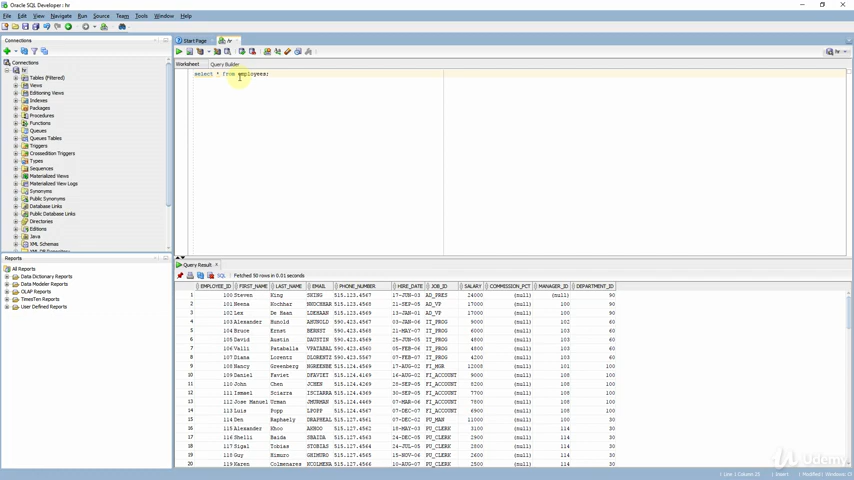 Oracle SQL Developer : hr
File Edit View Navigate Run Source Team Tools Window Help
Connections
Start Page hr
hr
Worksheet Query Builder
select * from employees;
Connections
hr
Tables (Filtered)
Views
Editioning Views
Indexes
Packages
Procedures
Functions
Queues
Queues Tables
Triggers
Crossedition Triggers
Types
Sequences
Materialized Views
Materialized View Logs
Synonyms
Public Synonyms
Database Links
Public Database Links
Directories
Editions
Java
XML Schemas
XML DB Repository
Reports
All Reports
Data Dictionary Reports
Data Modeler Reports
OLAP Reports
TimesTen Reports
User Defined Reports
Query Result
SQL Fetched 50 rows in 0.01 seconds
EMPLOYEE_ID FIRST_NAME LAST_NAME EMAIL PHONE_NUMBER HIRE_DATE JOB_ID SALARY COMMISSION_PCT MANAGER_ID DEPARTMENT_ID
1 100 Steven King SKING 515.123.4567 17-JUN-03 AD_PRES 24000 (null) (null) 90
2 101 Neena Kochhar NKOCHHAR 515.123.4568 21-SEP-05 AD_VP 17000 (null) 100 90
3 102 Lex De Haan LDEHAAN 515.123.4569 13-JAN-01 AD_VP 17000 (null) 100 90
4 103 Alexander Hunold AHUNOLD 590.423.4567 03-JAN-06 IT_PROG 9000 (null) 102 60
5 104 Bruce Ernst BERNST 590.423.4568 21-MAY-07 IT_PROG 6000 (null) 103 60
6 105 David Austin DAUSTIN 590.423.4569 25-JUN-05 IT_PROG 4800 (null) 103 60
7 106 Valli Pataballa VPATABAL 590.423.4560 05-FEB-06 IT_PROG 4800 (null) 103 60
8 107 Diana Lorentz DLORENTZ 590.423.5567 07-FEB-07 IT_PROG 4200 (null) 103 60
9 108 Nancy Greenberg NGREENBE 515.124.4569 17-AUG-02 FI_MGR 12008 (null) 101 100
10 109 Daniel Faviet DFAVIET 515.124.4169 16-AUG-02 FI_ACCOUNT 9000 (null) 108 100
11 110 John Chen JCHEN 515.124.4269 28-SEP-05 FI_ACCOUNT 8200 (null) 108 100
12 111 Ismael Sciarra ISCIARRA 515.124.4369 30-SEP-05 FI_ACCOUNT 7700 (null) 108 100
13 112 Jose Manuel Urman JMURMAN 515.124.4469 07-MAR-06 FI_ACCOUNT 7800 (null) 108 100
14 113 Luis Popp LPOPP 515.124.4567 07-DEC-07 FI_ACCOUNT 6900 (null) 108 100
15 114 Den Raphaely DRAPHEAL 515.127.4561 07-DEC-02 PU_MAN 11000 (null) 100 30
16 115 Alexander Khoo AKHOO 515.127.4562 18-MAY-03 PU_CLERK 3100 (null) 114 30
17 116 Shelli Baida SBAIDA 515.127.4563 24-DEC-05 PU_CLERK 2900 (null) 114 30
18 117 Sigal Tobias STOBIAS 515.127.4564 24-JUL-05 PU_CLERK 2800 (null) 114 30
19 118 Guy Himuro GHIMURO 515.127.4565 15-NOV-06 PU_CLERK 2600 (null) 114 30
20 119 Karen Colmenares KCOLMENA 515.127.4566 10-AUG-07 PU_CLERK 2500 (null) 114 30
Udemy
Insert Modified Windows